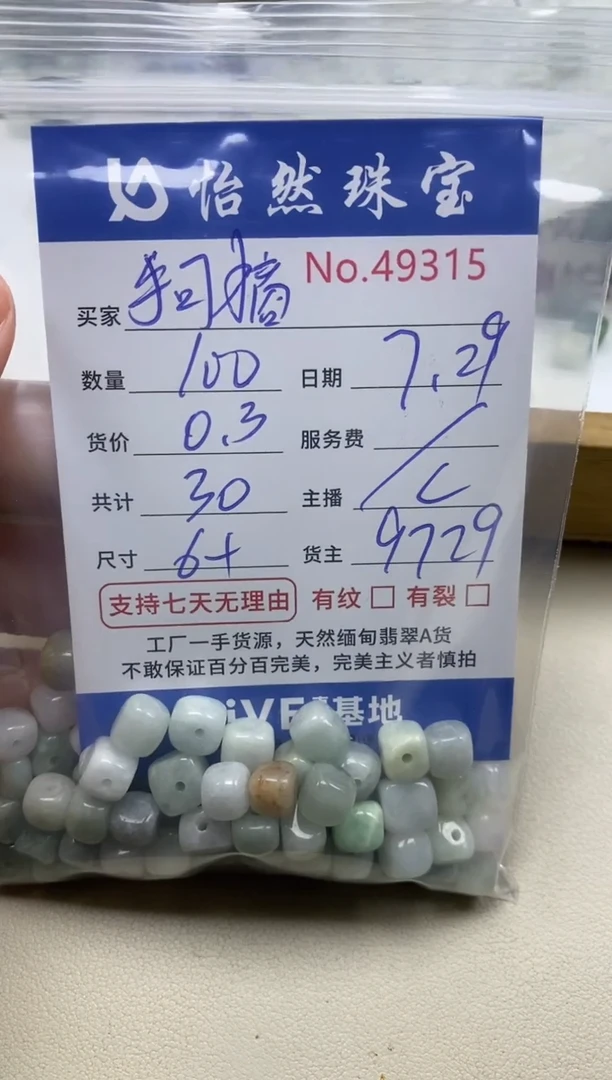 怡然珠宝
No.49315
买家
数量 100 日期 7.29
货价 0.3 服务费 /
共计 30 主播 C
尺寸 6+ 货主 9729
支持七天无理由 有纹 □ 有裂 □
工厂一手货源，天然缅甸翡翠A货
不敢保证百分百完美，完美主义者慎拍
基地